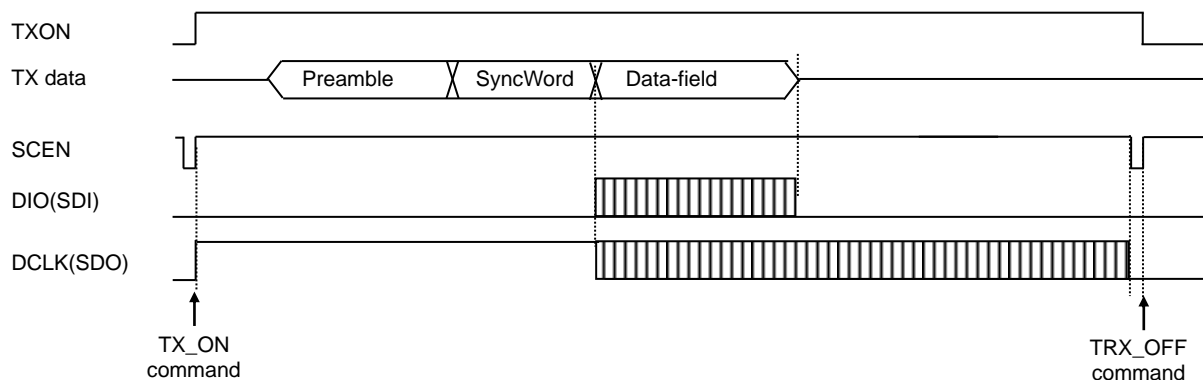 TXON
TX data
Preamble SyncWord Data-field
SCEN
DIO(SDI)
DCLK(SDO)
TX_ON
command
TRX_OFF
command